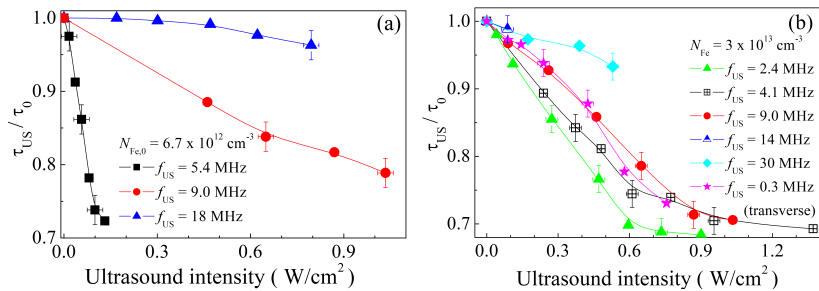 (a)
1.0
0.9
0.8
0.7
τUS / τ0
NFe,0 = 6.7 x 10^12 cm^-3
fUS = 5.4 MHz
fUS = 9.0 MHz
fUS = 18 MHz
0.0 0.3 0.6 0.9
Ultrasound intensity ( W/cm^2)
(b)
1.0
0.9
0.8
0.7
τUS / τ0
NFe = 3 x 10^13 cm^-3
fUS = 2.4 MHz
fUS = 4.1 MHz
fUS = 9.0 MHz
fUS = 14 MHz
fUS = 30 MHz
fUS = 0.3 MHz
(transverse)
0.0 0.3 0.6 0.9 1.2
Ultrasound intensity ( W/cm^2)